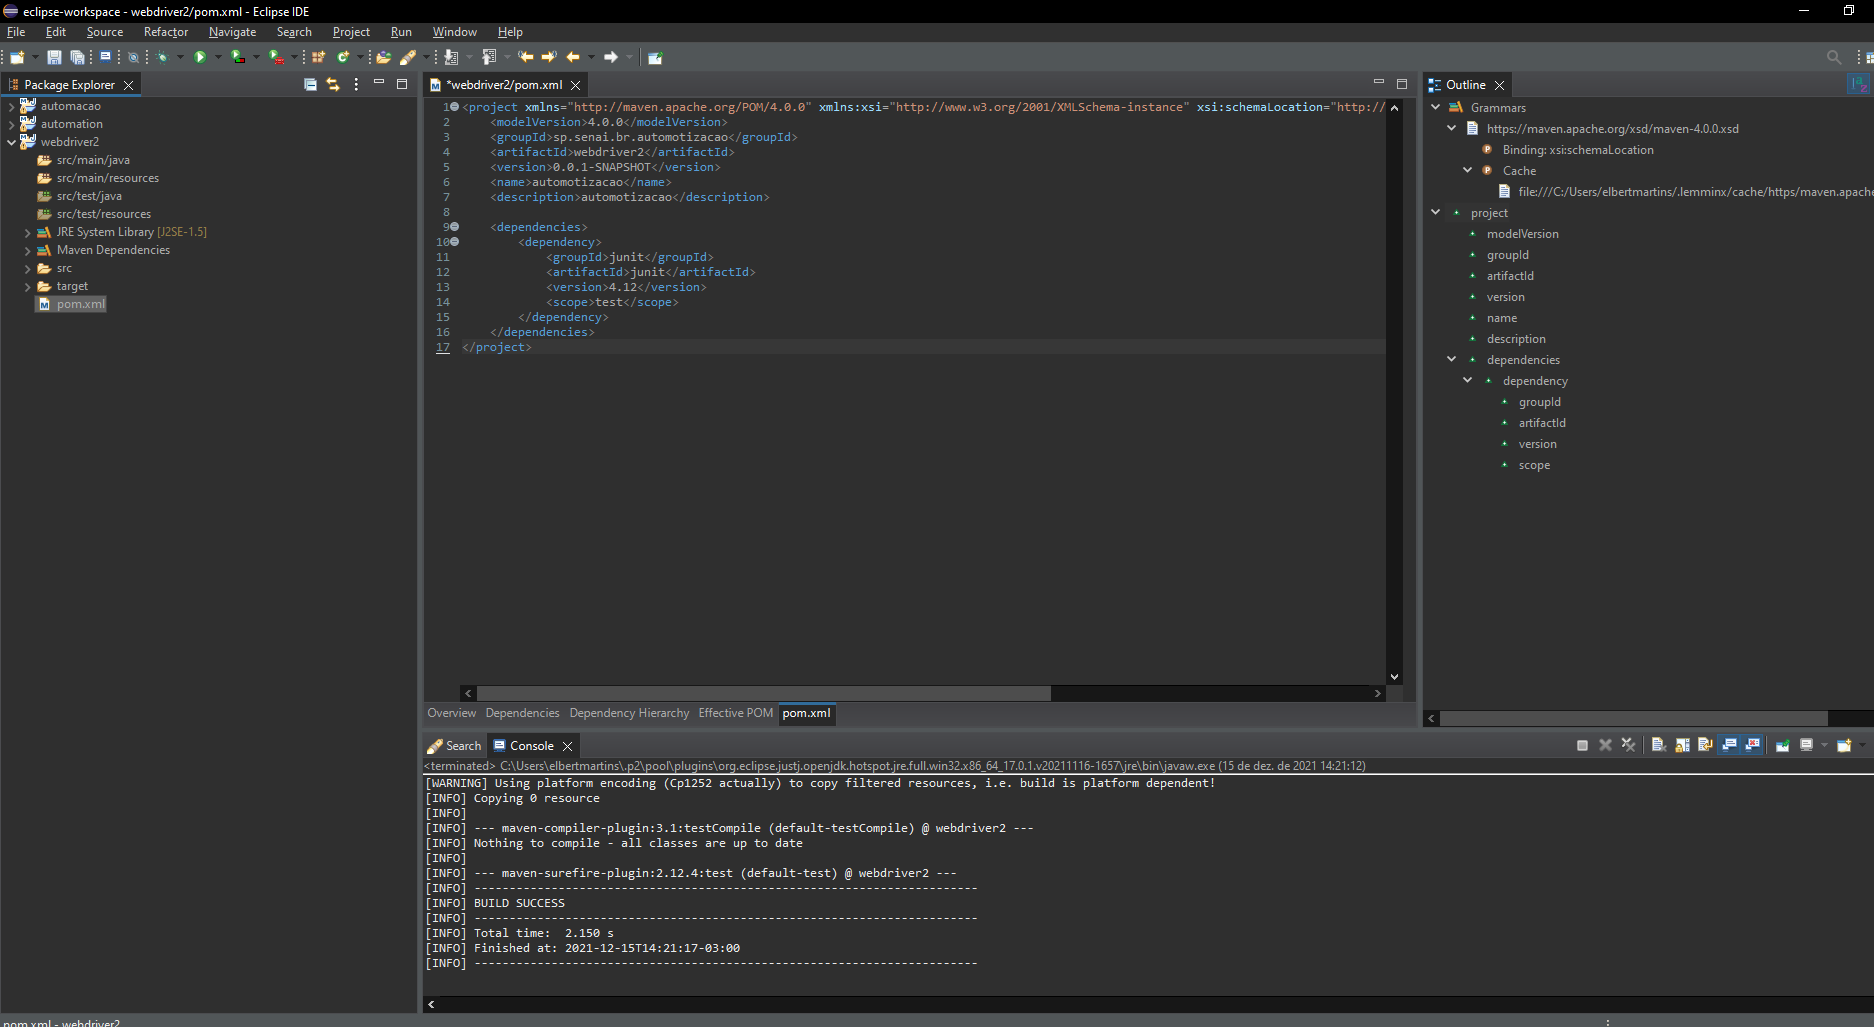 eclipse-workspace - webdriver2/pom.xml - Eclipse IDE
File Edit Source Refactor Navigate Search Project Run Window Help
Package Explorer
automacao
automation
webdriver2
src/main/java
src/main/resources
src/test/java
src/test/resources
JRE System Library [J2SE-1.5]
Maven Dependencies
src
target
pom.xml
*webdriver2/pom.xml
1 <project xmlns="http://maven.apache.org/POM/4.0.0" xmlns:xsi="http://www.w3.org/2001/XMLSchema-instance" xsi:schemaLocation="http://
2 <modelVersion>4.0.0</modelVersion>
3 <groupId>sp.senai.br.automotizacao</groupId>
4 <artifactId>webdriver2</artifactId>
5 <version>0.0.1-SNAPSHOT</version>
6 <name>automotizacao</name>
7 <description>automotizacao</description>
8
9 <dependencies>
10 <dependency>
11 <groupId>junit</groupId>
12 <artifactId>junit</artifactId>
13 <version>4.12</version>
14 <scope>test</scope>
15 </dependency>
16 </dependencies>
17 </project>
Overview Dependencies Dependency Hierarchy Effective POM pom.xml
Outline
Grammars
https://maven.apache.org/xsd/maven-4.0.0.xsd
Binding: xsi:schemaLocation
Cache
file:///C:/Users/elbertmartins/.lemminx/cache/https/maven.apache
project
modelVersion
groupId
artifactId
version
name
description
dependencies
dependency
groupId
artifactId
version
scope
Search Console
<terminated> C:\Users\elbertmartins\.p2\pool\plugins\org.eclipse.justj.openjdk.hotspot.jre.full.win32.x86_64_17.0.1.v20211116-1657\jre\bin\javaw.exe (15 de dez. de 2021 14:21:12)
[WARNING] Using platform encoding (Cp1252 actually) to copy filtered resources, i.e. build is platform dependent!
[INFO] Copying 0 resource
[INFO]
[INFO] --- maven-compiler-plugin:3.1:testCompile (default-testCompile) @ webdriver2 ---
[INFO] Nothing to compile - all classes are up to date
[INFO]
[INFO] --- maven-surefire-plugin:2.12.4:test (default-test) @ webdriver2 ---
[INFO] ------------------------------------------------------------------------
[INFO] BUILD SUCCESS
[INFO] ------------------------------------------------------------------------
[INFO] Total time:  2.150 s
[INFO] Finished at: 2021-12-15T14:21:17-03:00
[INFO] ------------------------------------------------------------------------
pom.xml - webdriver2